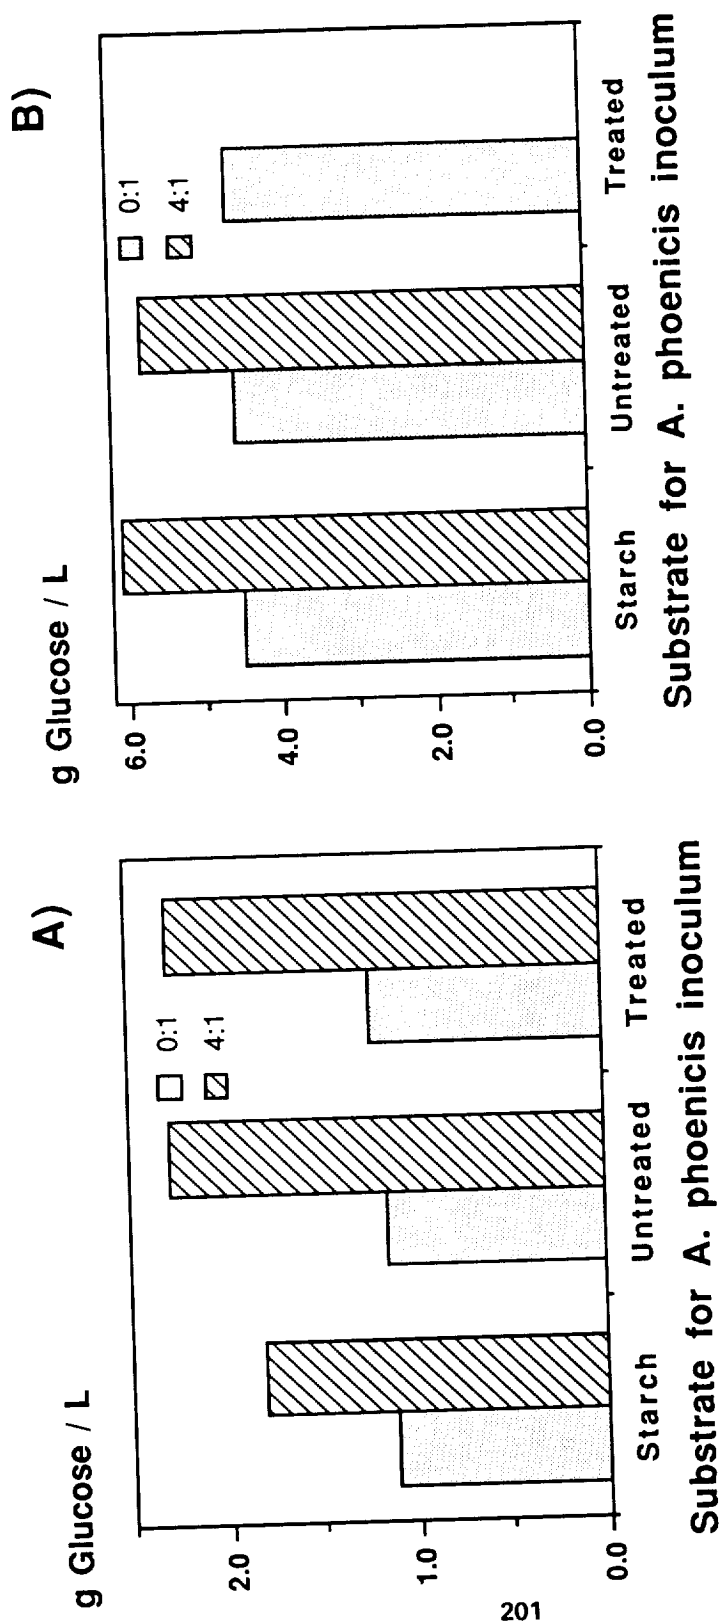 A)
g Glucose / L
0:1
4:1
2.0
1.0
0.0
Starch Untreated Treated
Substrate for A. phoenicis inoculum
B)
g Glucose / L
0:1
4:1
6.0
4.0
2.0
0.0
Starch Untreated Treated
Substrate for A. phoenicis inoculum
201